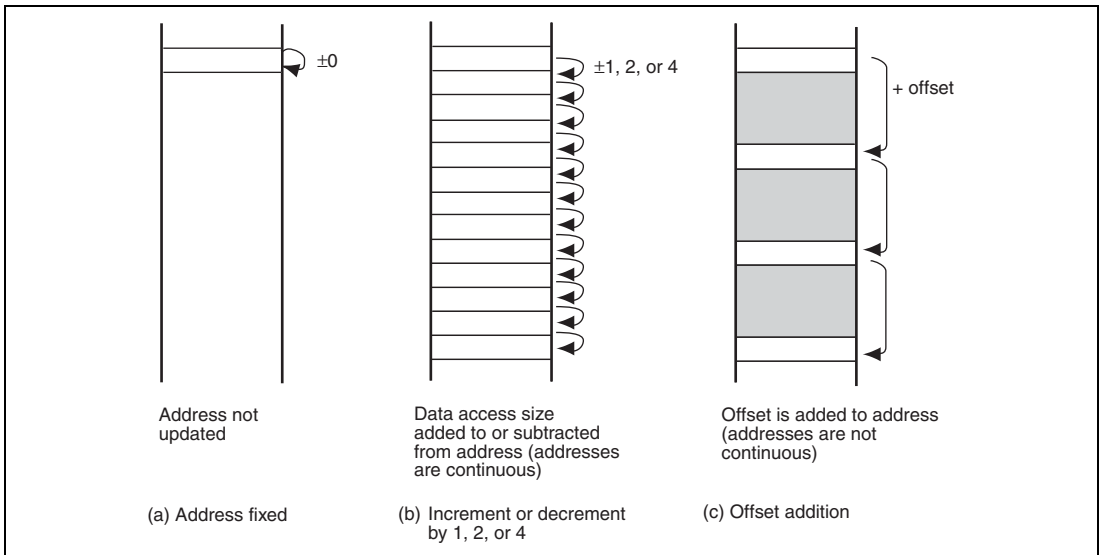 ±0
±1, 2, or 4
+ offset
Address not
updated
Data access size
added to or subtracted
from address (addresses
are continuous)
Offset is added to address
(addresses are not
continuous)
(a) Address fixed
(b) Increment or decrement
by 1, 2, or 4
(c) Offset addition